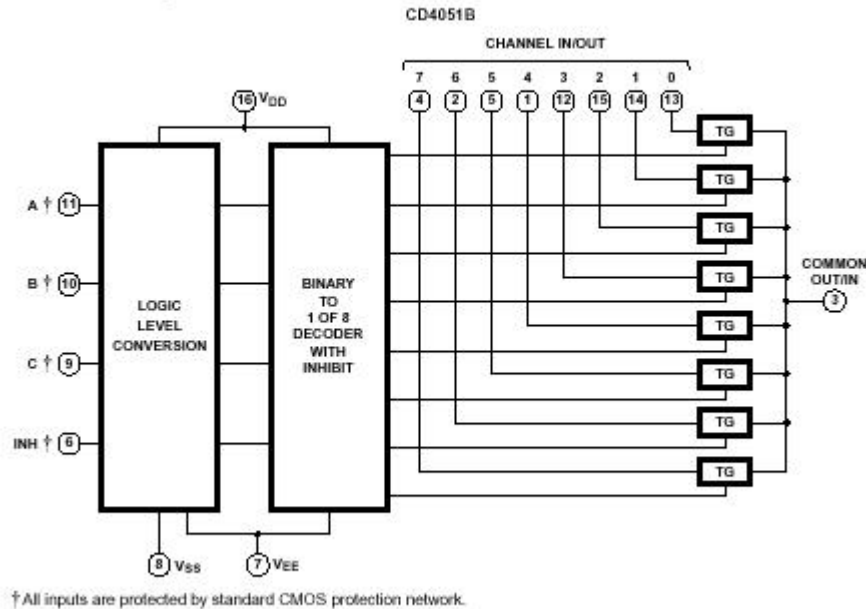 CD4051B
CHANNEL IN/OUT
7 6 5 4 3 2 1 0
4 2 5 1 12 15 14 13
16 VDD
TG
TG
TG
TG
TG
TG
TG
TG
A † 11
B † 10
C † 9
INH † 6
LOGIC
LEVEL
CONVERSION
BINARY
TO
1 OF 8
DECODER
WITH
INHIBIT
COMMON
OUT/IN
3
8 VSS
7 VEE
† All inputs are protected by standard CMOS protection network.